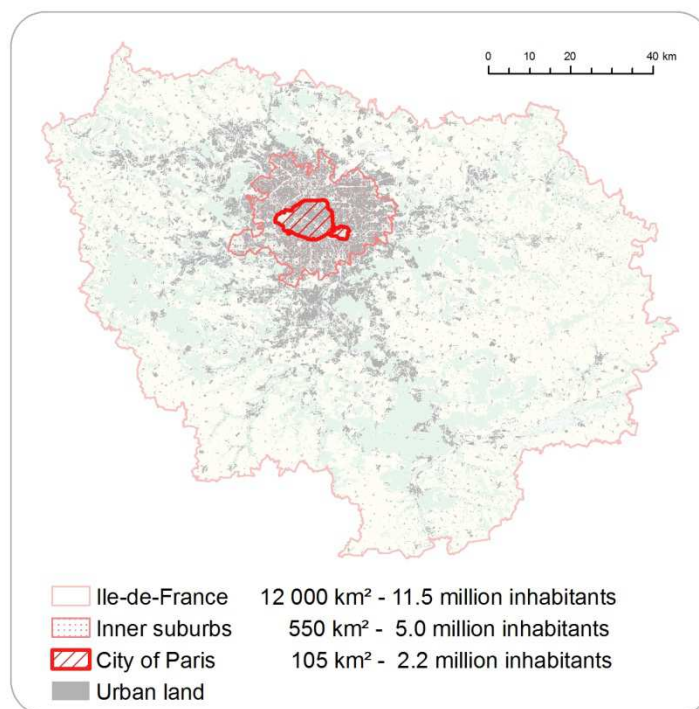 0 10 20 40 km
Ile-de-France 12 000 km² - 11.5 million inhabitants
Inner suburbs 550 km² - 5.0 million inhabitants
City of Paris 105 km² - 2.2 million inhabitants
Urban land